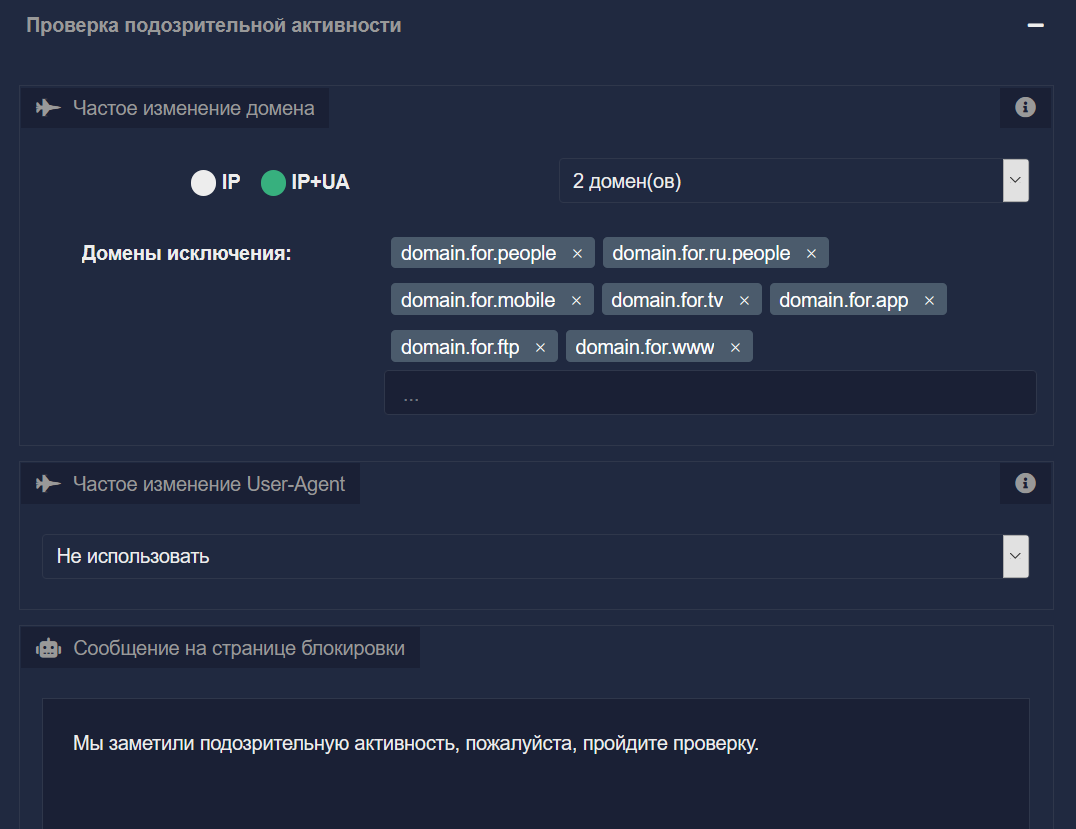 Проверка подозрительной активности
Частое изменение домена
IP IP+UA 2 домен(ов)
Домены исключения: domain.for.people × domain.for.ru.people ×
domain.for.mobile × domain.for.tv × domain.for.app ×
domain.for.ftp × domain.for.www ×
...
Частое изменение User-Agent
Не использовать
Сообщение на странице блокировки
Мы заметили подозрительную активность, пожалуйста, пройдите проверку.